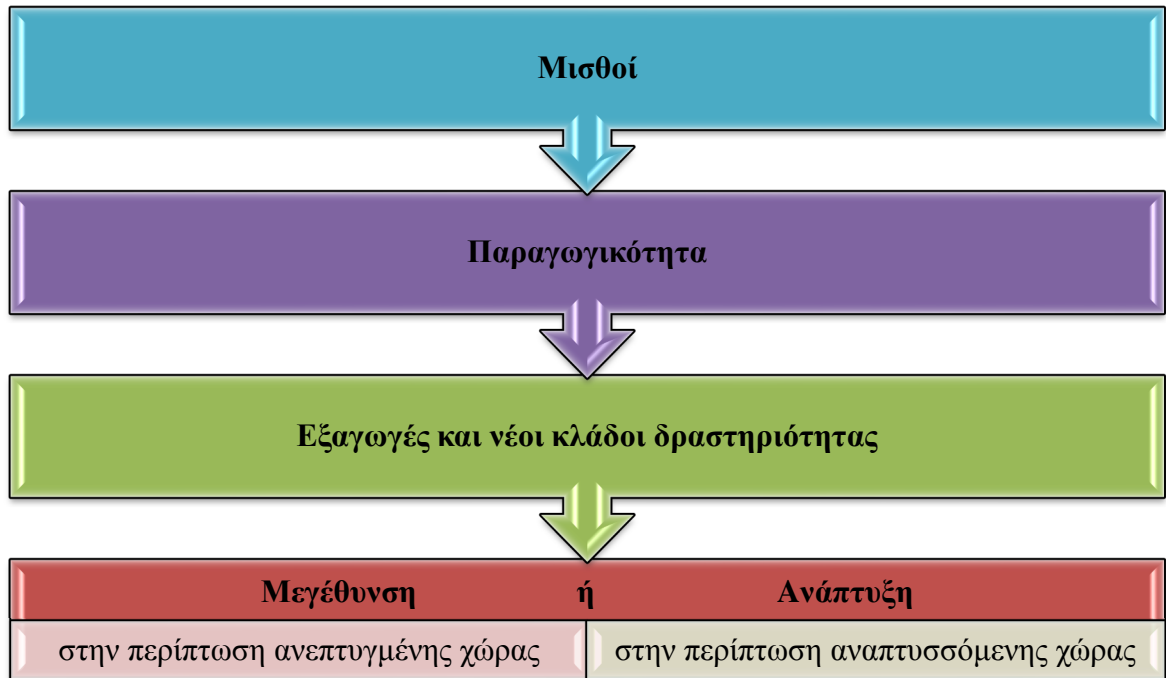 Μισθοί
Παραγωγικότητα
Εξαγωγές και νέοι κλάδοι δραστηριότητας
Μεγέθυνση ή Ανάπτυξη
στην περίπτωση ανεπτυγμένης χώρας στην περίπτωση αναπτυσσόμενης χώρας